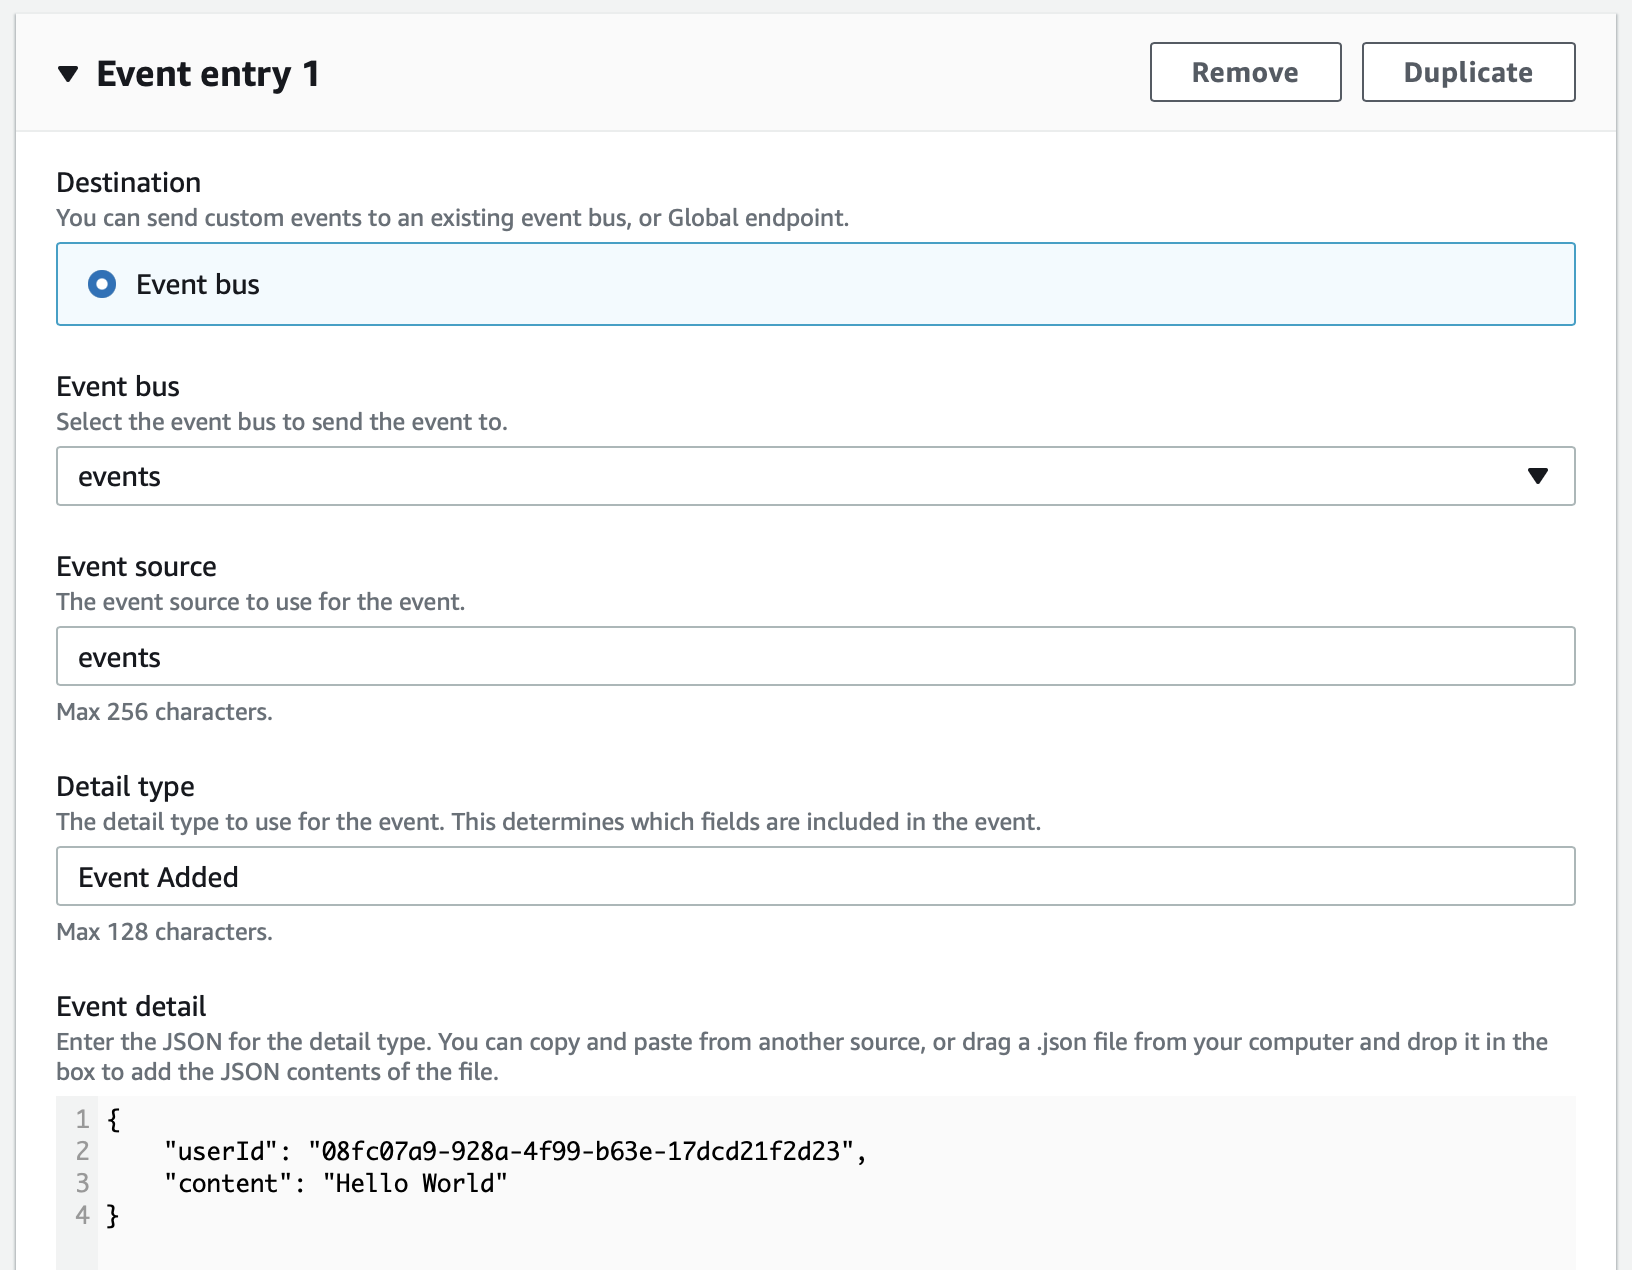 Event entry 1
Remove
Duplicate
Destination
You can send custom events to an existing event bus, or Global endpoint.
Event bus
Event bus
Select the event bus to send the event to.
events
Event source
The event source to use for the event.
events
Max 256 characters.
Detail type
The detail type to use for the event. This determines which fields are included in the event.
Event Added
Max 128 characters.
Event detail
Enter the JSON for the detail type. You can copy and paste from another source, or drag a .json file from your computer and drop it in the
box to add the JSON contents of the file.
1 {
2     "userId": "08fc07a9-928a-4f99-b63e-17dcd21f2d23",
3     "content": "Hello World"
4 }